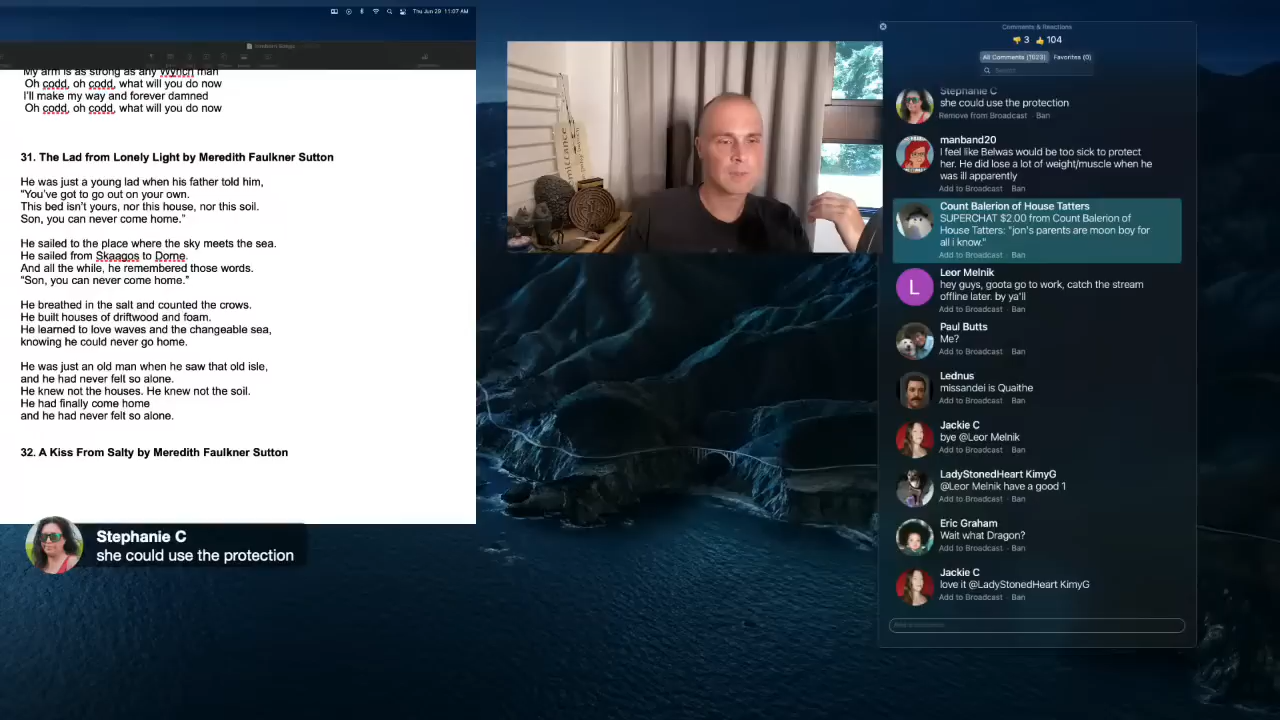 Thu Jun 29 11:07 AM
My arm is as strong as any Wynch man
Oh codd, oh codd, what will you do now
I'll make my way and forever damned
Oh codd, oh codd, what will you do now
31. The Lad from Lonely Light by Meredith Faulkner Sutton
He was just a young lad when his father told him,
"You've got to go out on your own.
This bed isn't yours, nor this house, nor this soil.
Son, you can never come home."
He sailed to the place where the sky meets the sea.
He sailed from Skaagos to Dorne.
And all the while, he remembered those words.
"Son, you can never come home."
He breathed in the salt and counted the crows.
He built houses of driftwood and foam.
He learned to love waves and the changeable sea,
knowing he could never go home.
He was just an old man when he saw that old isle,
and he had never felt so alone.
He knew not the houses. He knew not the soil.
He had finally come home
and he had never felt so alone.
32. A Kiss From Salty by Meredith Faulkner Sutton
Stephanie C
she could use the protection
Comments & Reactions
👎 3 👍 104
All Comments (1023) Favorites (0)
Search
Stephanie C
she could use the protection
Remove from Broadcast · Ban
manband20
I feel like Belwas would be too sick to protect
her. He did lose a lot of weight/muscle when he
was ill apparently
Add to Broadcast · Ban
Count Balerion of House Tatters
SUPERCHAT $2.00 from Count Balerion of
House Tatters: "jon's parents are moon boy for
all i know."
Add to Broadcast · Ban
L
Leor Melnik
hey guys, goota go to work, catch the stream
offline later. by ya'll
Add to Broadcast · Ban
Paul Butts
Me?
Add to Broadcast · Ban
Lednus
missandei is Quaithe
Add to Broadcast · Ban
Jackie C
bye @Leor Melnik
Add to Broadcast · Ban
LadyStonedHeart KimyG
@Leor Melnik have a good 1
Add to Broadcast · Ban
Eric Graham
Wait what Dragon?
Add to Broadcast · Ban
Jackie C
love it @LadyStonedHeart KimyG
Add to Broadcast · Ban